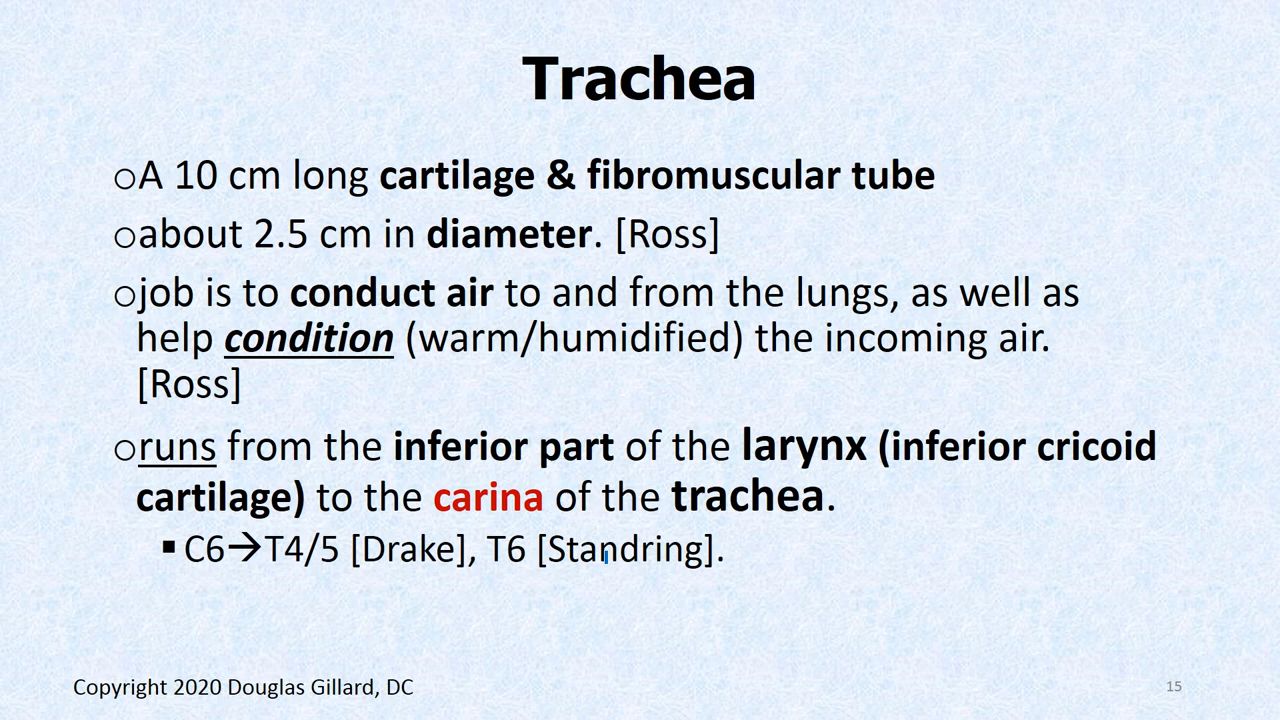 Trachea
oA 10 cm long cartilage & fibromuscular tube
oabout 2.5 cm in diameter. [Ross]
ojob is to conduct air to and from the lungs, as well as
help condition (warm/humidified) the incoming air.
[Ross]
oruns from the inferior part of the larynx (inferior cricoid
cartilage) to the carina of the trachea.
▪ C6→T4/5 [Drake], T6 [Standring].
Copyright 2020 Douglas Gillard, DC
15